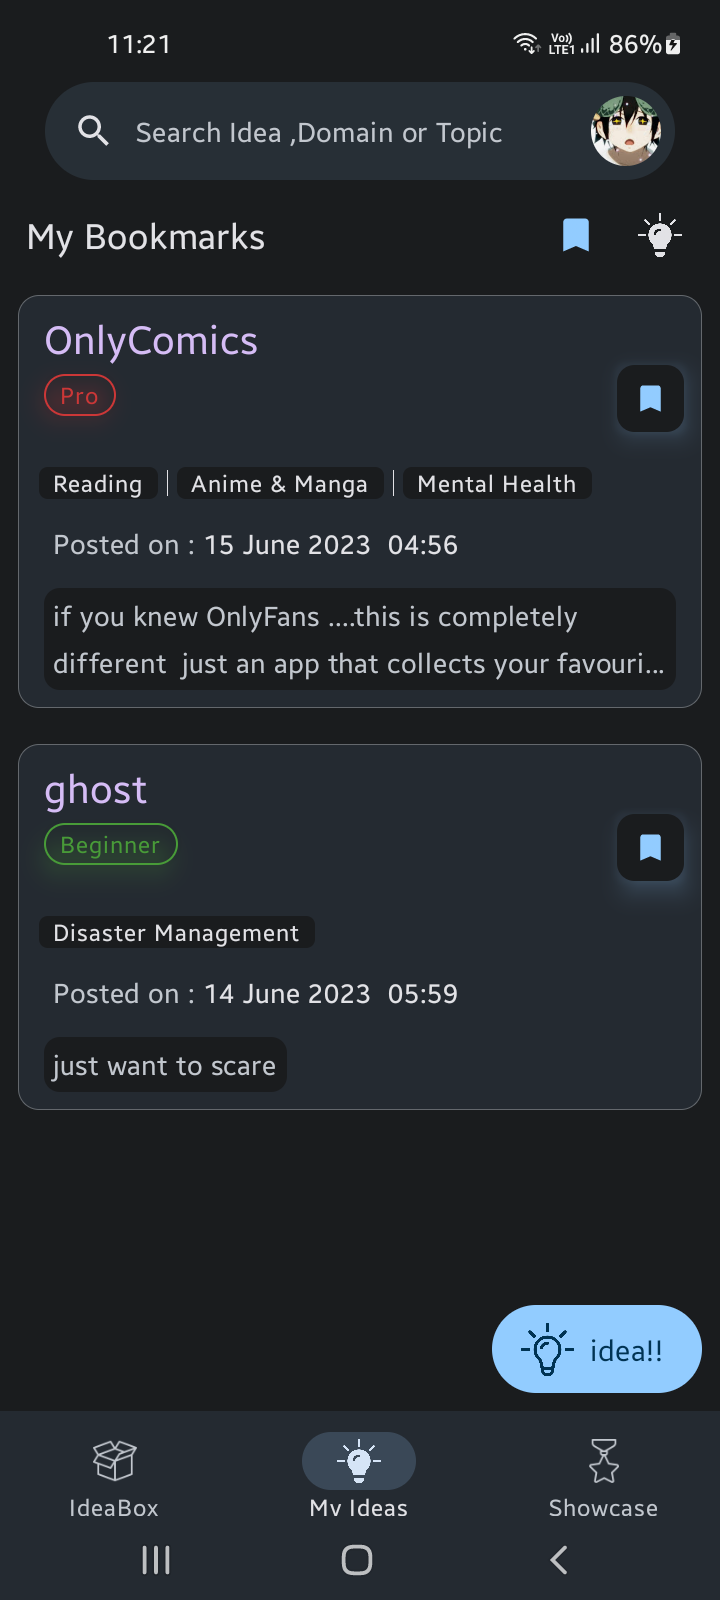 11:21
Vo))
LTE1
86%
Search Idea ,Domain or Topic
My Bookmarks
OnlyComics
Pro
Reading
Anime & Manga
Mental Health
Posted on : 15 June 2023  04:56
if you knew OnlyFans ....this is completely
different  just an app that collects your favouri...
ghost
Beginner
Disaster Management
Posted on : 14 June 2023  05:59
just want to scare
idea!!
IdeaBox
My Ideas
Showcase